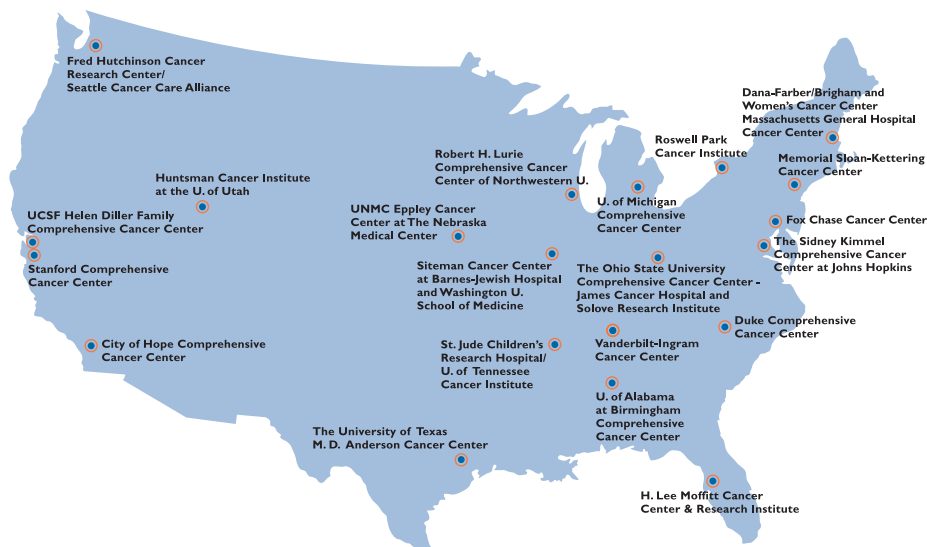 Fred Hutchinson Cancer
Research Center/
Seattle Cancer Care Alliance
Dana-Farber/Brigham and
Women's Cancer Center
Massachusetts General Hospital
Cancer Center
Roswell Park
Cancer Institute
Memorial Sloan-Kettering
Cancer Center
Robert H. Lurie
Comprehensive Cancer
Center of Northwestern U.
Huntsman Cancer Institute
at the U. of Utah
U. of Michigan
Comprehensive
Cancer Center
UCSF Helen Diller Family
Comprehensive Cancer Center
UNMC Eppley Cancer
Center at The Nebraska
Medical Center
Fox Chase Cancer Center
The Sidney Kimmel
Comprehensive Cancer
Center at Johns Hopkins
Stanford Comprehensive
Cancer Center
Siteman Cancer Center
at Barnes-Jewish Hospital
and Washington U.
School of Medicine
The Ohio State University
Comprehensive Cancer Center -
James Cancer Hospital and
Solove Research Institute
Duke Comprehensive
Cancer Center
City of Hope Comprehensive
Cancer Center
St. Jude Children's
Research Hospital/
U. of Tennessee
Cancer Institute
Vanderbilt-Ingram
Cancer Center
U. of Alabama
at Birmingham
Comprehensive
Cancer Center
The University of Texas
M. D. Anderson Cancer Center
H. Lee Moffitt Cancer
Center & Research Institute